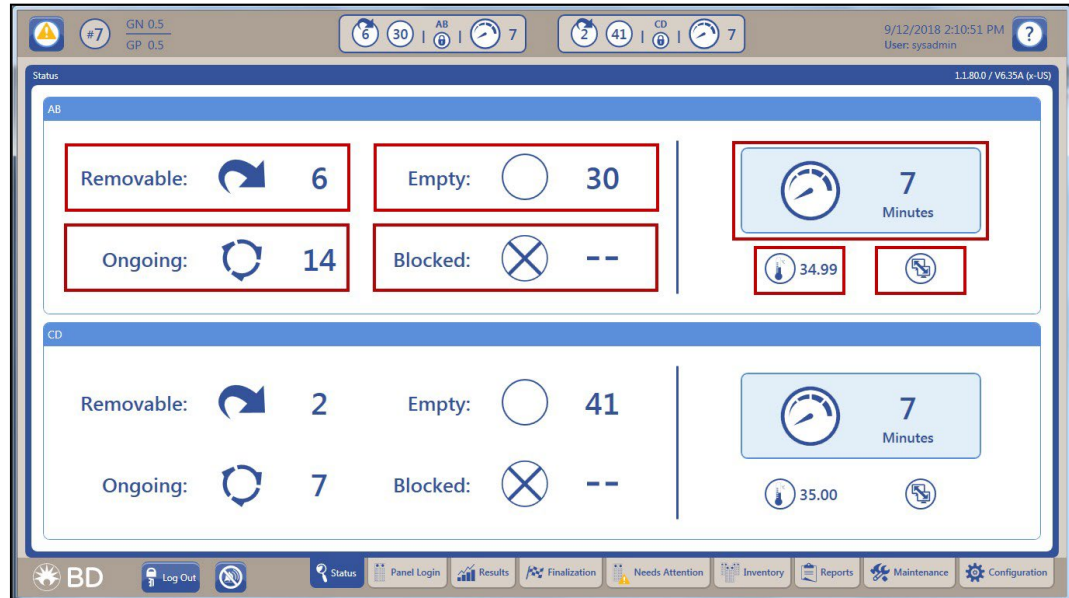 #7
GN 0.5
GP 0.5
6 30 | AB | 7
2 41 | CD | 7
9/12/2018 2:10:51 PM
User: sysadmin
?
Status
1.1.80.0 / V6.35A (x-US)
AB
Removable: 6
Empty: 30
7
Minutes
Ongoing: 14
Blocked: --
34.99
CD
Removable: 2
Empty: 41
7
Minutes
Ongoing: 7
Blocked: --
35.00
BD
Log Out
Status
Panel Login
Results
Finalization
Needs Attention
Inventory
Reports
Maintenance
Configuration